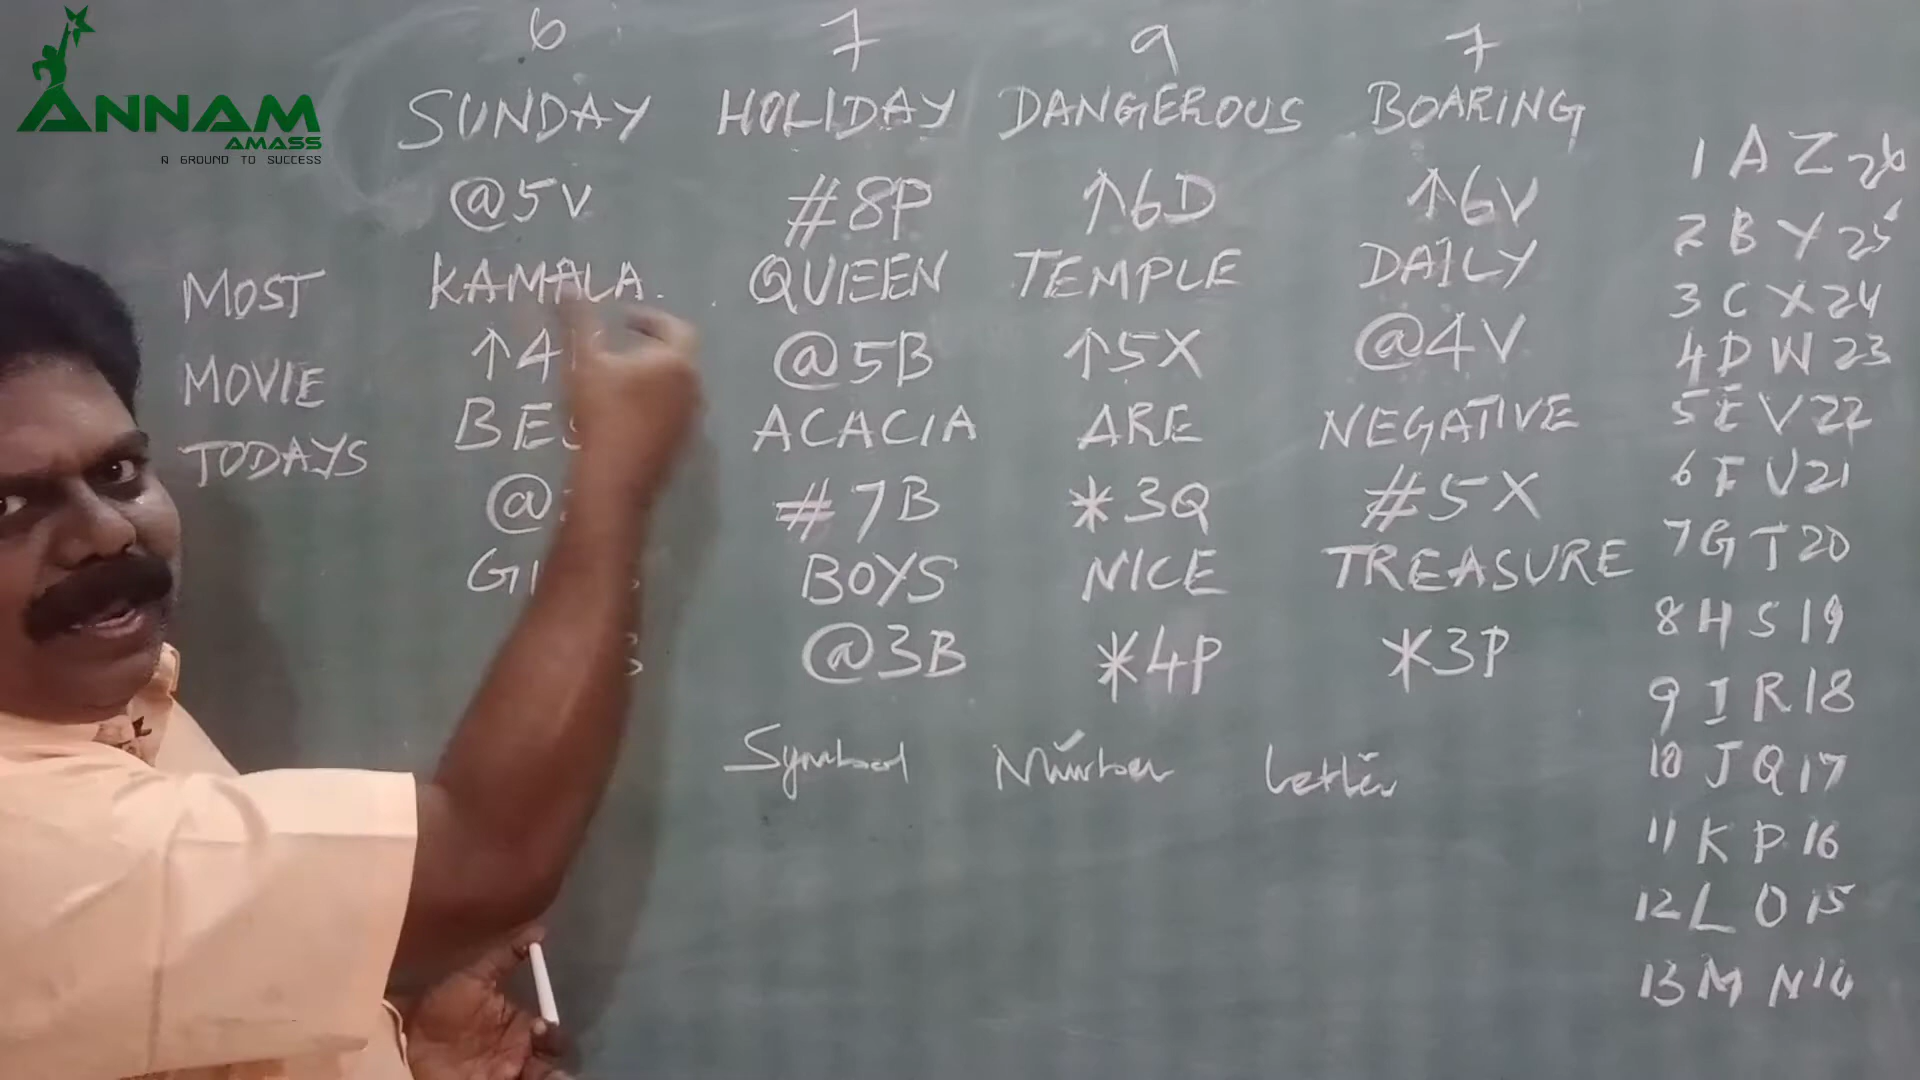 ANNAM
AMASS
A GROUND TO SUCCESS
6 7 9 7
SUNDAY HOLIDAY DANGEROUS BOARING
@5V #8P ↑6D ↑6V
MOST KAMALA QUEEN TEMPLE DAILY
↑4 @5B ↑5X @4V
MOVIE
ACACIA ARE NEGATIVE
TODAYS
@ #7B *3Q #5X
BOYS NICE TREASURE
@3B *4P *3P
Symbol Number Letter
1 A Z 26
2 B Y 25
3 C X 24
4 D W 23
5 E V 22
6 F U 21
7 G T 20
8 H S 19
9 I R 18
10 J Q 17
11 K P 16
12 L O 15
13 M N 14